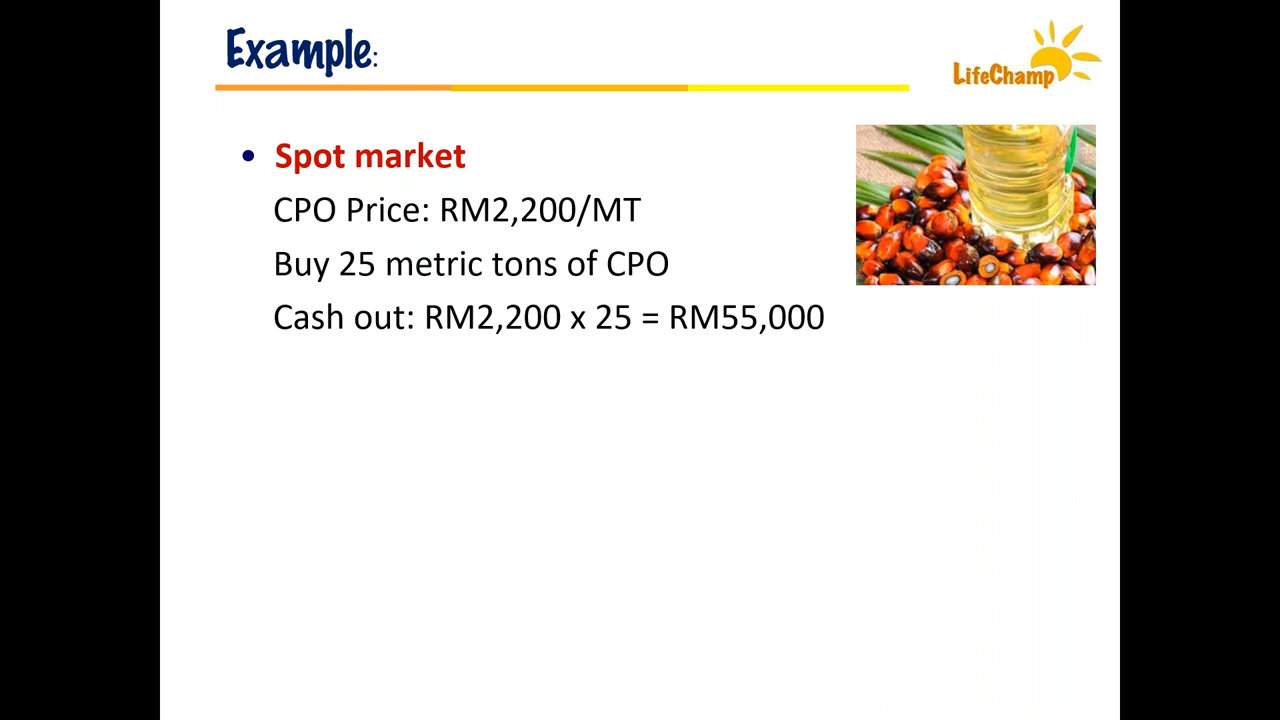 Example:
LifeChamp
• Spot market
CPO Price: RM2,200/MT
Buy 25 metric tons of CPO
Cash out: RM2,200 x 25 = RM55,000